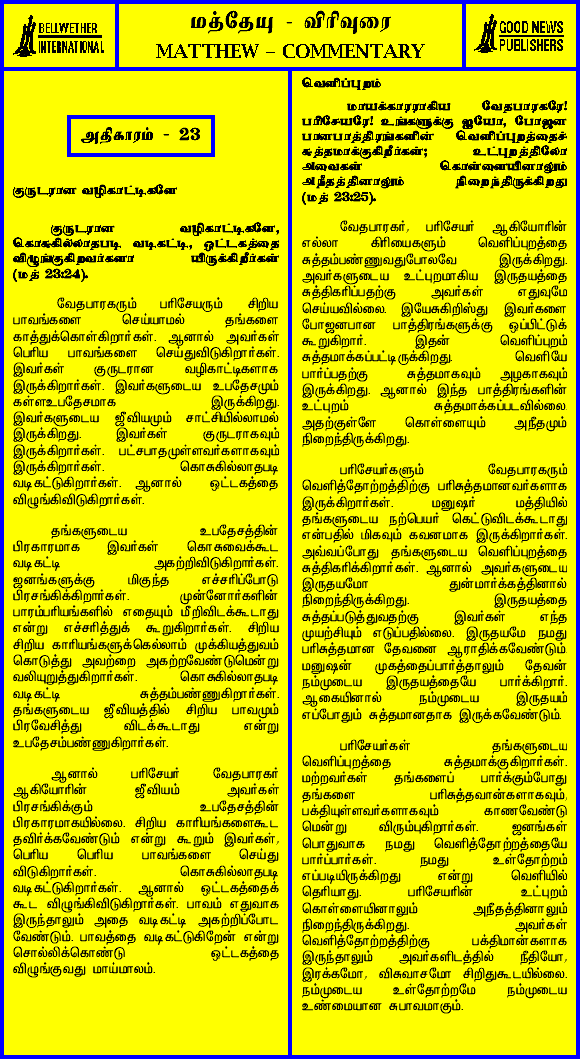 BELLWETHER
INTERNATIONAL
மத்தேயு - விரிவுரை
MATTHEW – COMMENTARY
GOOD NEWS
PUBLISHERS
அதிகாரம் - 23
குருடரான வழிகாட்டிகளே
குருடரான வழிகாட்டிகளே,
கொசுகில்லாதபடி வடிகட்டி, ஒட்டகத்தை
விழுங்குகிறவர்களா யிருக்கிறீர்கள்
(மத் 23:24).
வேதபாரகரும் பரிசேயரும் சிறிய
பாவங்களை செய்யாமல் தங்களை
காத்துக்கொள்கிறார்கள். ஆனால் அவர்கள்
பெரிய பாவங்களை செய்துவிடுகிறார்கள்.
இவர்கள் குருடரான வழிகாட்டிகளாக
இருக்கிறார்கள். இவர்களுடைய உபதேசமும்
கள்ளஉபதேசமாக இருக்கிறது.
இவர்களுடைய ஜீவியமும் சாட்சியில்லாமல்
இருக்கிறது. இவர்கள் குருடராகவும்
இருக்கிறார்கள். பட்சபாதமுள்ளவர்களாகவும்
இருக்கிறார்கள். கொசுகில்லாதபடி
வடிகட்டுகிறார்கள். ஆனால் ஒட்டகத்தை
விழுங்கிவிடுகிறார்கள்.
தங்களுடைய உபதேசத்தின்
பிரகாரமாக இவர்கள் கொசுவைக்கூட
வடிகட்டி அகற்றிவிடுகிறார்கள்.
ஜனங்களுக்கு மிகுந்த எச்சரிப்போடு
பிரசங்கிக்கிறார்கள். முன்னோர்களின்
பாரம்பரியங்களில் எதையும் மீறிவிடக்கூடாது
என்று எச்சரித்துக் கூறுகிறார்கள். சிறிய
சிறிய காரியங்களுக்கெல்லாம் முக்கியத்துவம்
கொடுத்து அவற்றை அகற்றவேண்டுமென்று
வலியுறுத்துகிறார்கள். கொசுகில்லாதபடி
வடிகட்டி சுத்தம்பண்ணுகிறார்கள்.
தங்களுடைய ஜீவியத்தில் சிறிய பாவமும்
பிரவேசித்து விடக்கூடாது என்று
உபதேசம்பண்ணுகிறார்கள்.
ஆனால் பரிசேயர் வேதபாரகர்
ஆகியோரின் ஜீவியம் அவர்கள்
பிரசங்கிக்கும் உபதேசத்தின்
பிரகாரமாகயில்லை. சிறிய காரியங்களைகூட
தவிர்க்கவேண்டும் என்று கூறும் இவர்கள்,
பெரிய பெரிய பாவங்களை செய்து
விடுகிறார்கள். கொசுகில்லாதபடி
வடிகட்டுகிறார்கள். ஆனால் ஒட்டகத்தைக்
கூட விழுங்கிவிடுகிறார்கள். பாவம் எதுவாக
இருந்தாலும் அதை வடிகட்டி அகற்றிப்போட
வேண்டும். பாவத்தை வடிகட்டுகிறேன் என்று
சொல்லிக்கொண்டு ஒட்டகத்தை
விழுங்குவது மாய்மாலம்.
வெளிப்புறம்
மாயக்காரராகிய வேதபாரகரே!
பரிசேயரே! உங்களுக்கு ஐயோ, போஜன
பானபாத்திரங்களின் வெளிப்புறத்தைச்
சுத்தமாக்குகிறீர்கள்; உட்புறத்திலோ
அவைகள் கொள்ளையினாலும்
அநீதத்தினாலும் நிறைந்திருக்கிறது
(மத் 23:25).
வேதபாரகர், பரிசேயர் ஆகியோரின்
எல்லா கிரியைகளும் வெளிப்புறத்தை
சுத்தம்பண்ணுவதுபோலவே இருக்கிறது.
அவர்களுடைய உட்புறமாகிய இருதயத்தை
சுத்திகரிப்பதற்கு அவர்கள் எதுவுமே
செய்யவில்லை. இயேசுகிறிஸ்து இவர்களை
போஜனபான பாத்திரங்களுக்கு ஒப்பிட்டுக்
கூறுகிறார். இதன் வெளிப்புறம்
சுத்தமாக்கப்பட்டிருக்கிறது. வெளியே
பார்ப்பதற்கு சுத்தமாகவும் அழகாகவும்
இருக்கிறது. ஆனால் இந்த பாத்திரங்களின்
உட்புறம் சுத்தமாக்கப்படவில்லை.
அதற்குள்ளே கொள்ளையும் அநீதமும்
நிறைந்திருக்கிறது.
பரிசேயர்களும் வேதபாரகரும்
வெளித்தோற்றத்திற்கு பரிசுத்தமானவர்களாக
இருக்கிறார்கள். மனுஷர் மத்தியில்
தங்களுடைய நற்பெயர் கெட்டுவிடக்கூடாது
என்பதில் மிகவும் கவனமாக இருக்கிறார்கள்.
அவ்வப்போது தங்களுடைய வெளிப்புறத்தை
சுத்திகரிக்கிறார்கள். ஆனால் அவர்களுடைய
இருதயமோ துன்மார்க்கத்தினால்
நிறைந்திருக்கிறது. இருதயத்தை
சுத்தப்படுத்துவதற்கு இவர்கள் எந்த
முயற்சியும் எடுப்பதில்லை. இருதயமே நமது
பரிசுத்தமான தேவனை ஆராதிக்கவேண்டும்.
மனுஷன் முகத்தைப்பார்த்தாலும் தேவன்
நம்முடைய இருதயத்தையே பார்க்கிறார்.
ஆகையினால் நம்முடைய இருதயம்
எப்போதும் சுத்தமானதாக இருக்கவேண்டும்.
பரிசேயர்கள் தங்களுடைய
வெளிப்புறத்தை சுத்தமாக்குகிறார்கள்.
மற்றவர்கள் தங்களைப் பார்க்கும்போது
தங்களை பரிசுத்தவான்களாகவும்,
பக்தியுள்ளவர்களாகவும் காணவேண்டு
மென்று விரும்புகிறார்கள். ஜனங்கள்
பொதுவாக நமது வெளித்தோற்றத்தையே
பார்ப்பார்கள். நமது உள்தோற்றம்
எப்படியிருக்கிறது என்று வெளியில்
தெரியாது. பரிசேயரின் உட்புறம்
கொள்ளையினாலும் அநீதத்தினாலும்
நிறைந்திருக்கிறது. அவர்கள்
வெளித்தோற்றத்திற்கு பக்திமான்களாக
இருந்தாலும் அவர்களிடத்தில் நீதியோ,
இரக்கமோ, விசுவாசமோ சிறிதுகூடயில்லை.
நம்முடைய உள்தோற்றமே நம்முடைய
உண்மையான சுபாவமாகும்.